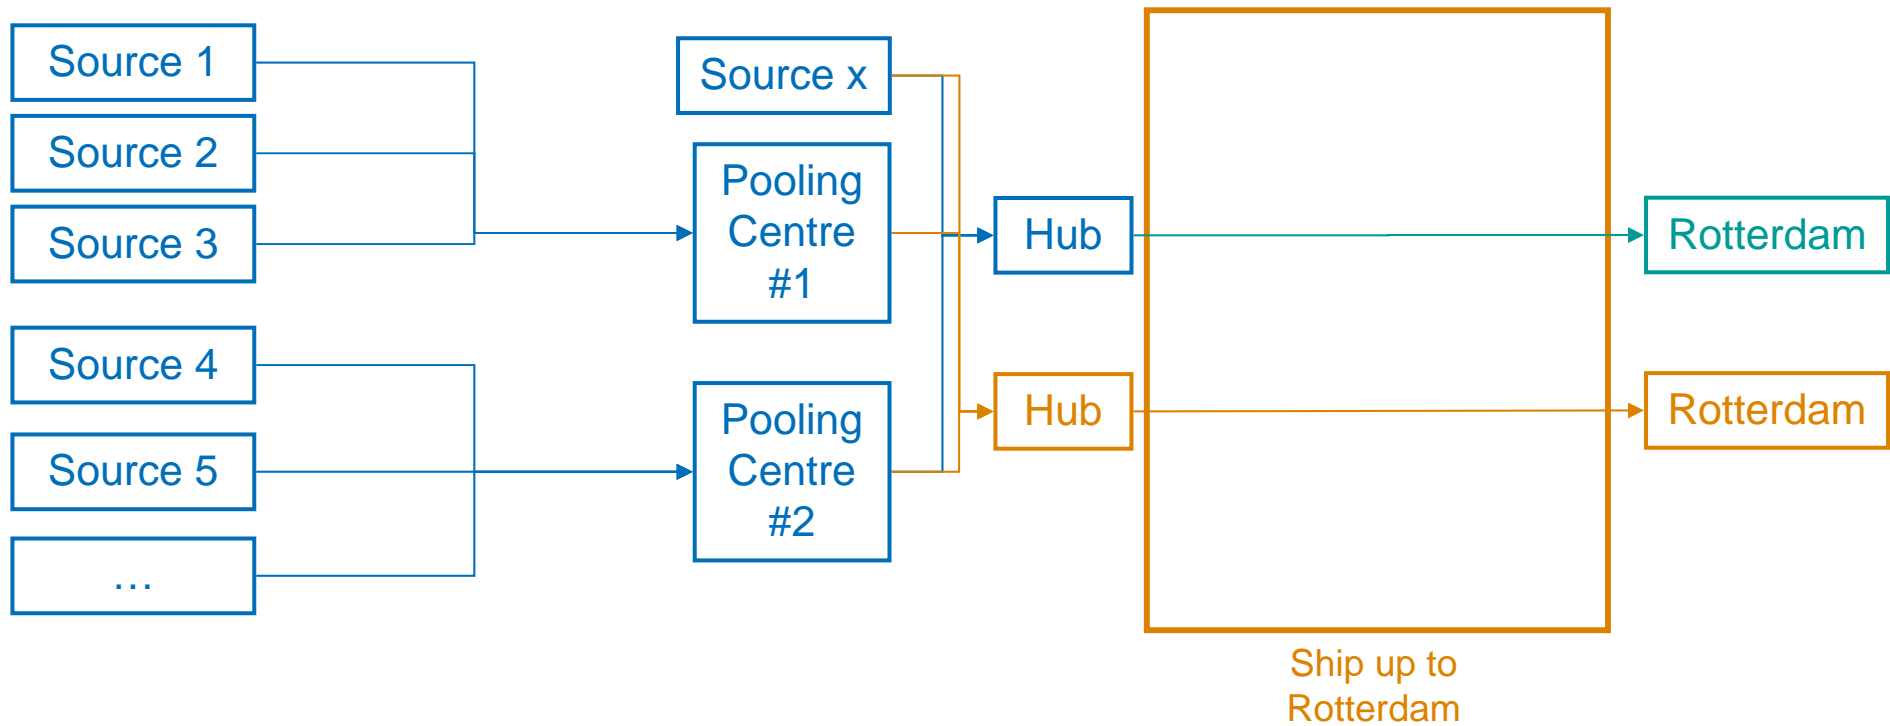 Source 1
Source 2
Source 3
Source 4
Source 5
…
Source x
Pooling
Centre
#1
Pooling
Centre
#2
Hub
Hub
Ship up to
Rotterdam
Rotterdam
Rotterdam